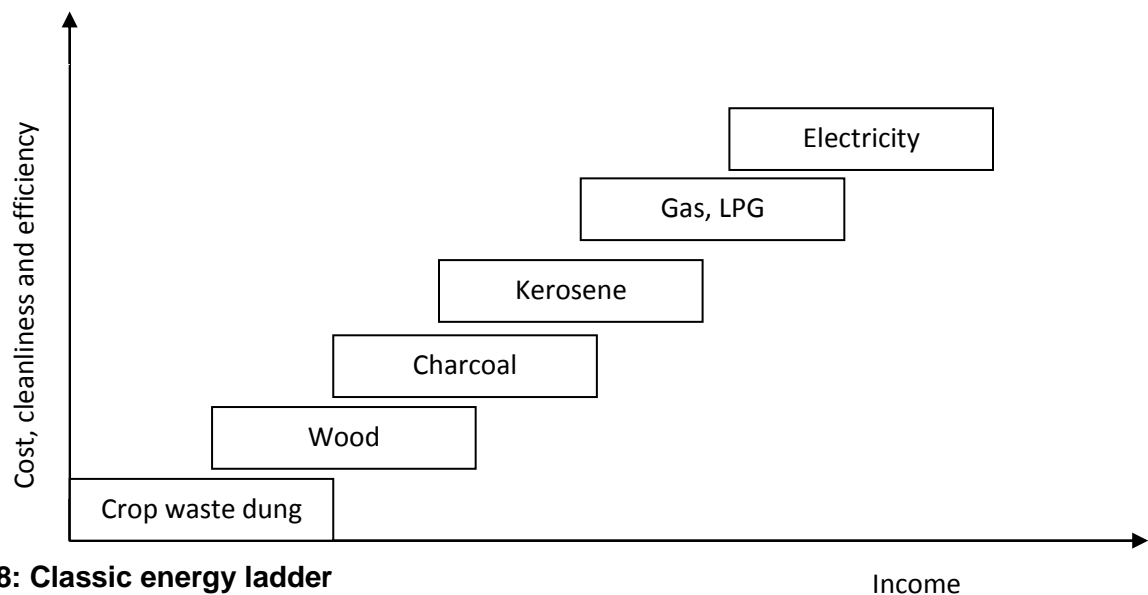 Cost, cleanliness and efficiency
Electricity
Gas, LPG
Kerosene
Charcoal
Wood
Crop waste dung
8: Classic energy ladder
Income